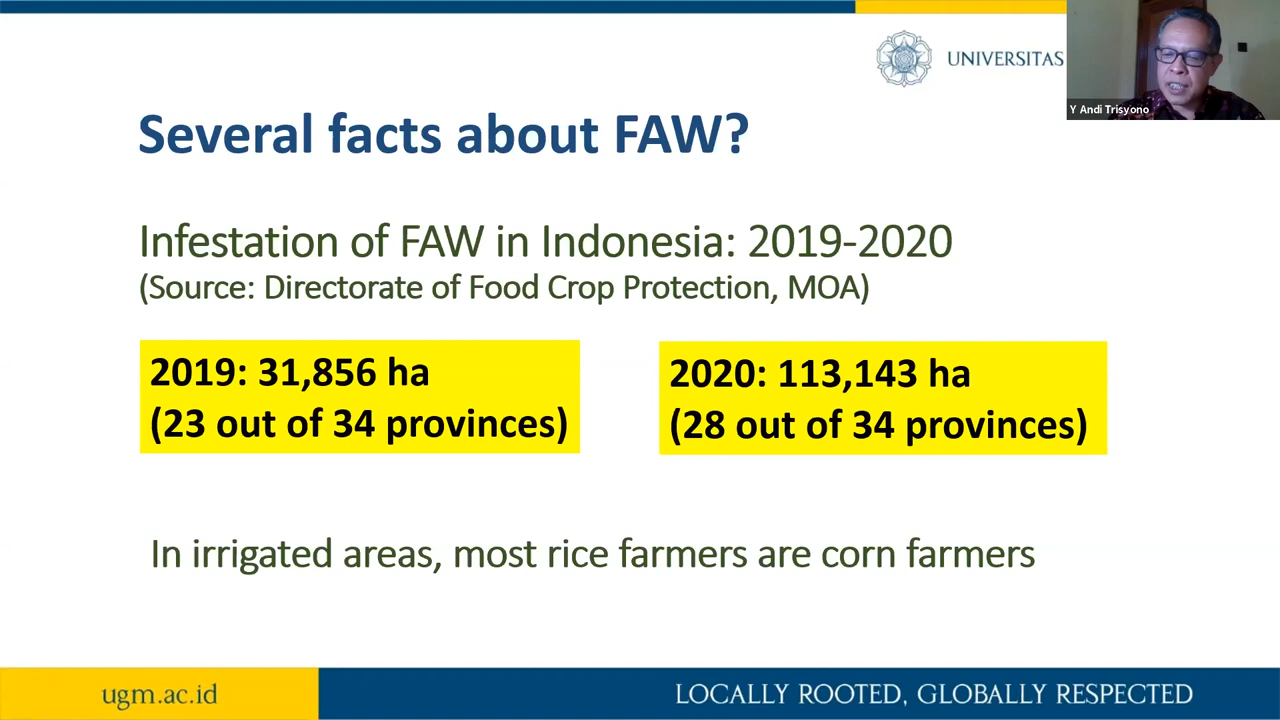 UNIVERSITAS
Y Andi Trisyono
Several facts about FAW?
Infestation of FAW in Indonesia: 2019-2020
(Source: Directorate of Food Crop Protection, MOA)
2019: 31,856 ha
(23 out of 34 provinces)
2020: 113,143 ha
(28 out of 34 provinces)
In irrigated areas, most rice farmers are corn farmers
ugm.ac.id
LOCALLY ROOTED, GLOBALLY RESPECTED